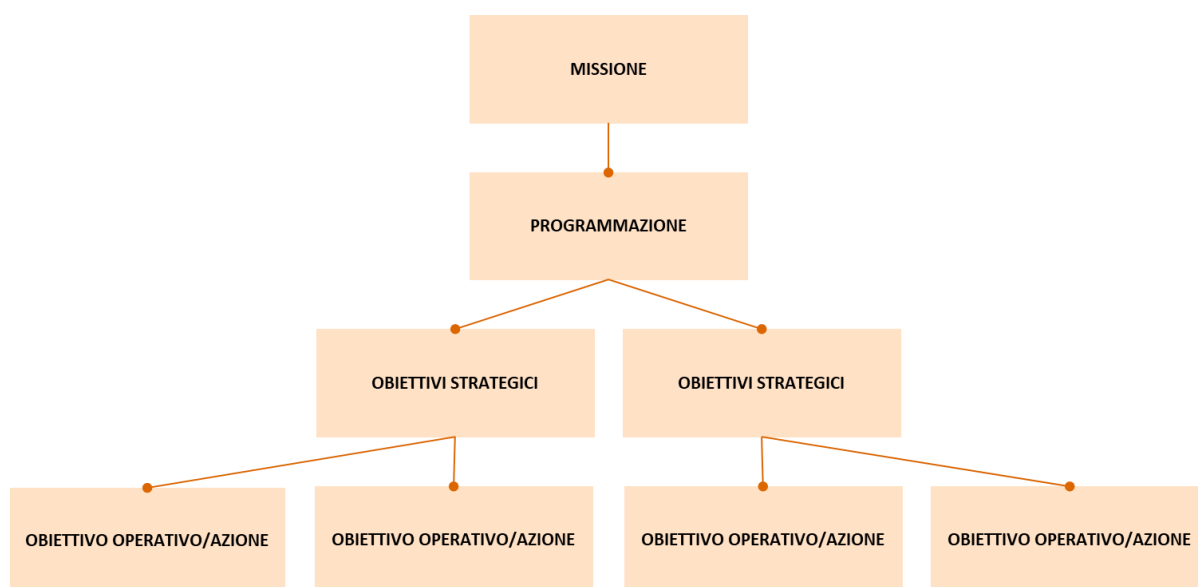 MISSIONE
PROGRAMMAZIONE
OBIETTIVI STRATEGICI
OBIETTIVI STRATEGICI
OBIETTIVO OPERATIVO/AZIONE
OBIETTIVO OPERATIVO/AZIONE
OBIETTIVO OPERATIVO/AZIONE
OBIETTIVO OPERATIVO/AZIONE